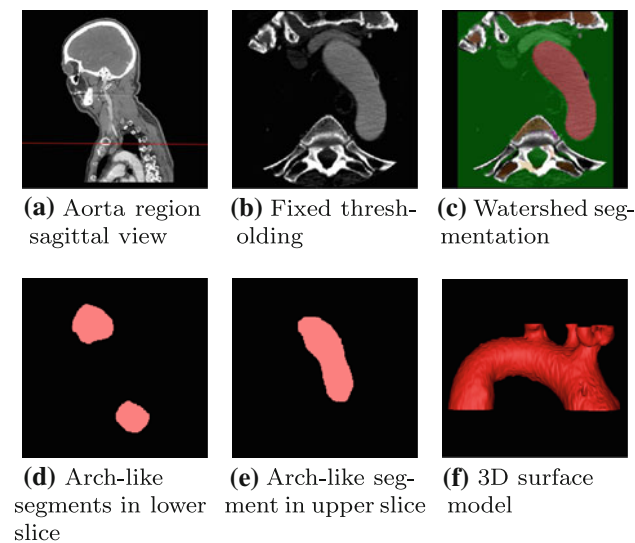 (a) Aorta region
sagittal view
(b) Fixed thresh-
olding
(c) Watershed seg-
mentation
(d) Arch-like
segments in lower
slice
(e) Arch-like seg-
ment in upper slice
(f) 3D surface
model